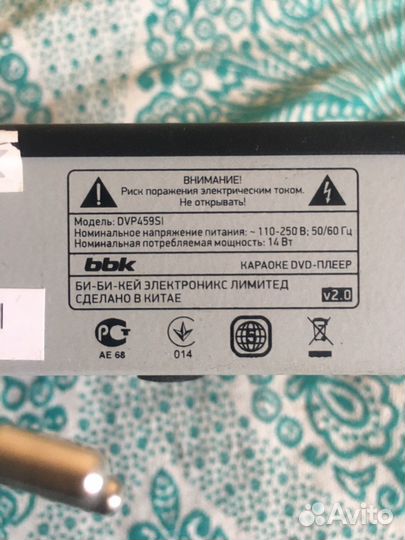 ВНИМАНИЕ!
Риск поражения электрическим током.
Не открывать!
Модель: DVP459SI
Номинальное напряжение питания: ~ 110-250 В; 50/60 Гц
Номинальная потребляемая мощность: 14 Вт
bbk КАРАОКЕ DVD-ПЛЕЕР
БИ-БИ-КЕЙ ЭЛЕКТРОНИКС ЛИМИТЕД
СДЕЛАНО В КИТАЕ v2.0
АЕ 68 014
Avito